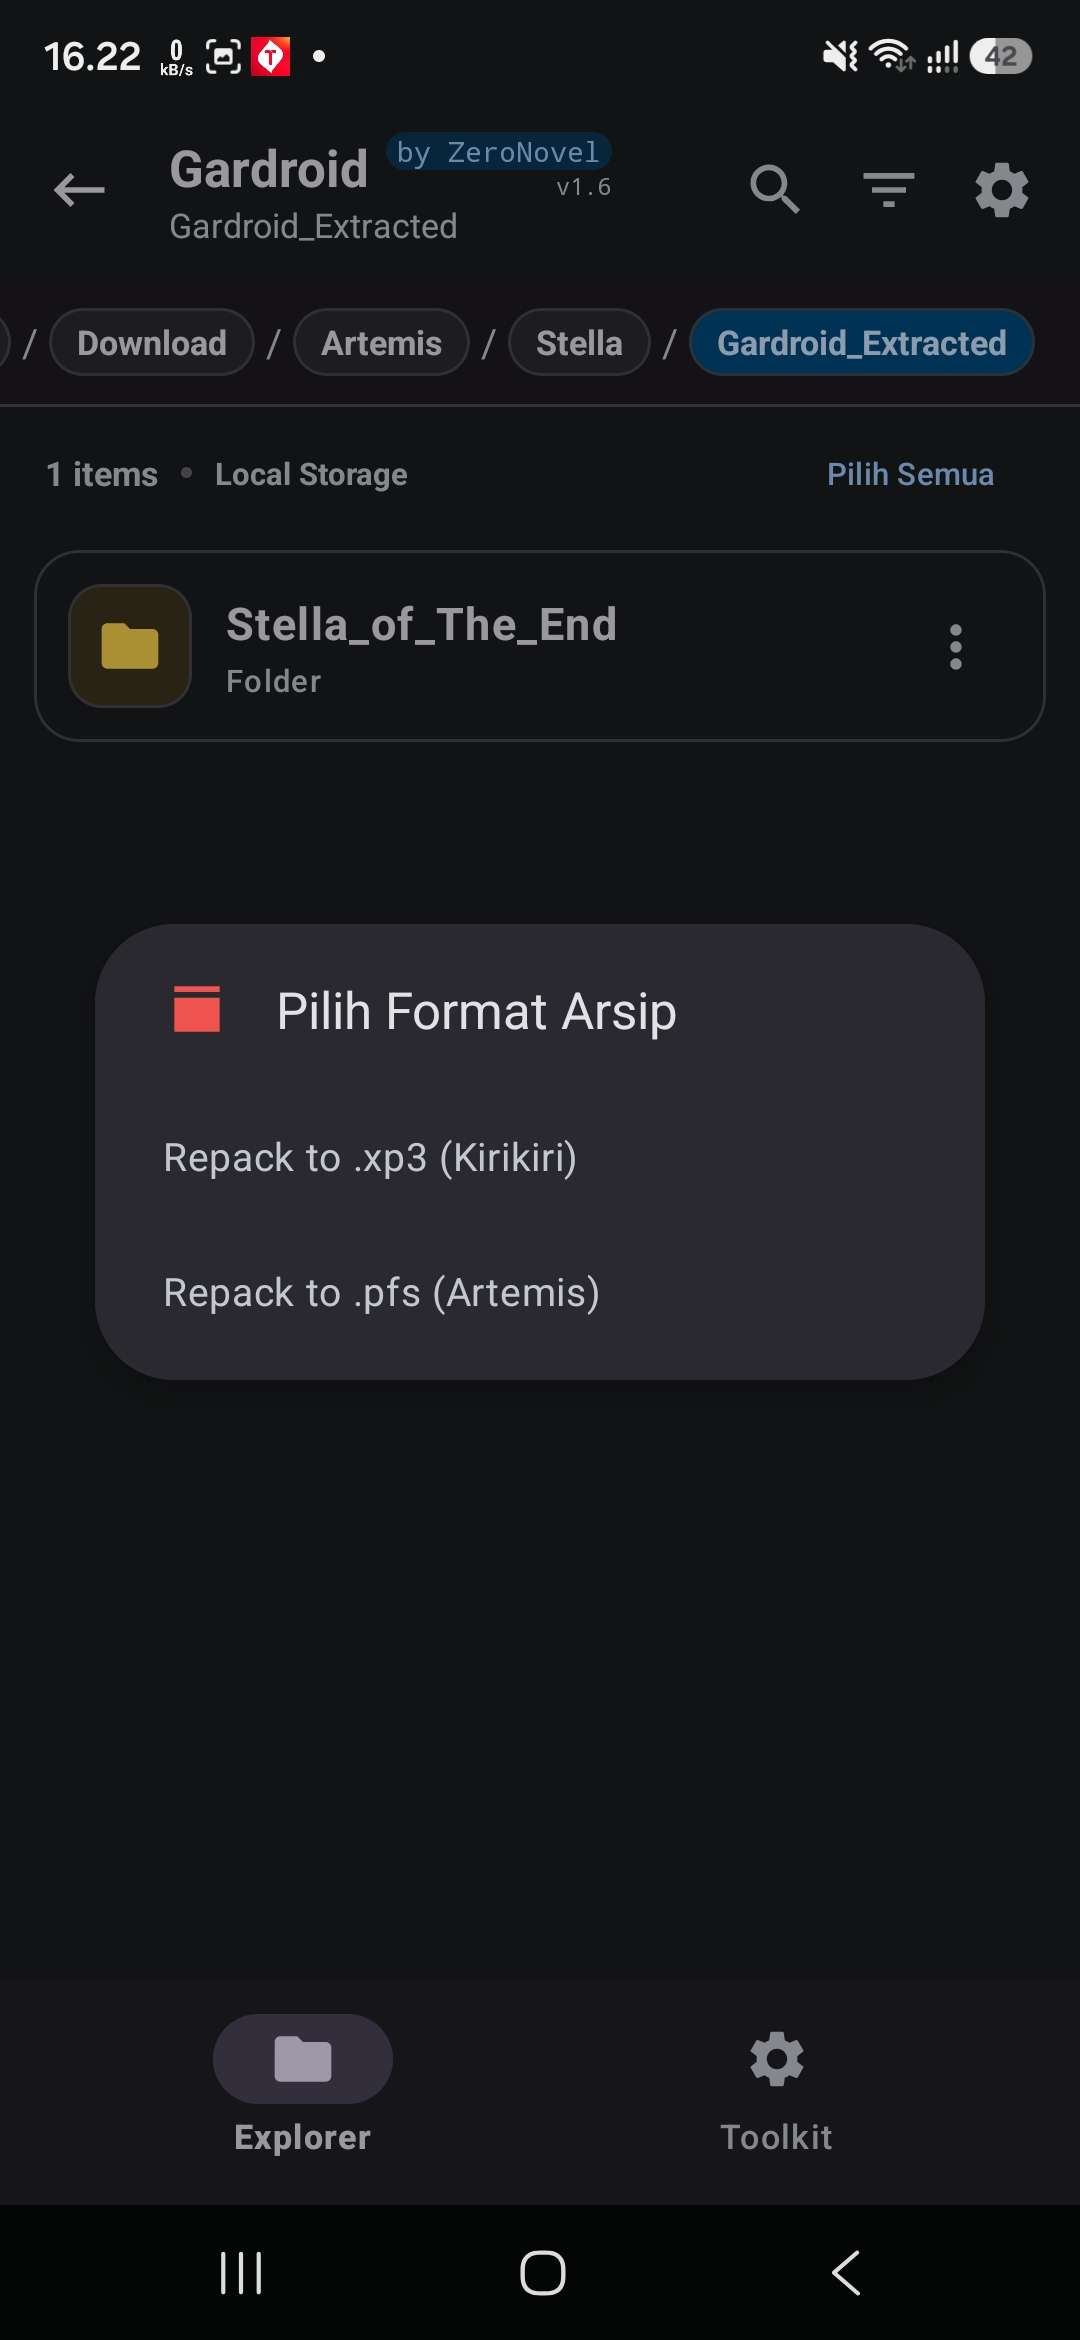 16.22 0 kB/s T 42
Gardroid by ZeroNovel
v1.6
Gardroid_Extracted
/ Download / Artemis / Stella / Gardroid_Extracted
1 items • Local Storage Pilih Semua
Stella_of_The_End
Folder
Pilih Format Arsip
Repack to .xp3 (Kirikiri)
Repack to .pfs (Artemis)
Explorer Toolkit